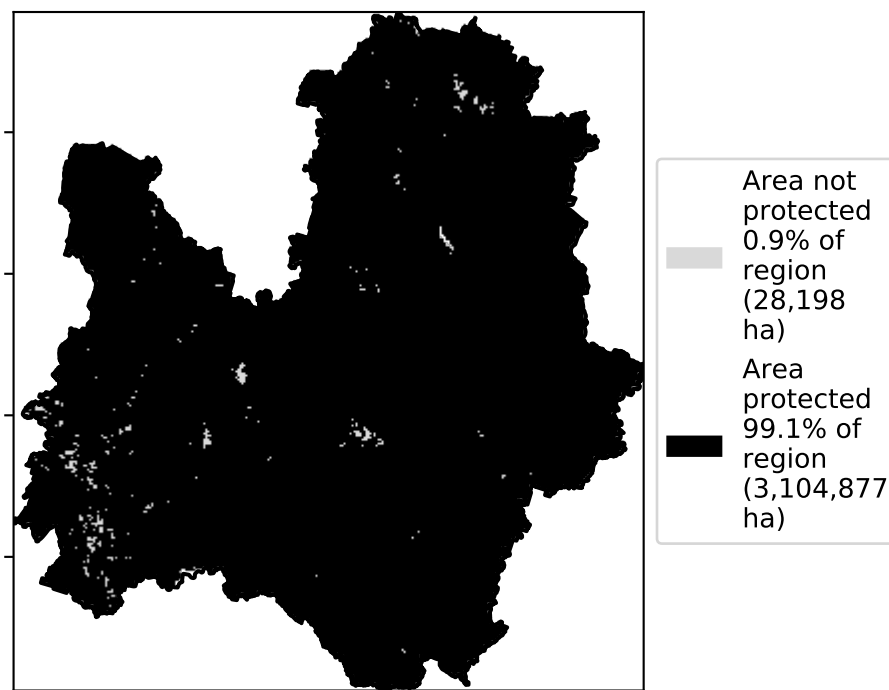 Area not
protected
0.9% of
region
(28,198
ha)
Area
protected
99.1% of
region
(3,104,877
ha)